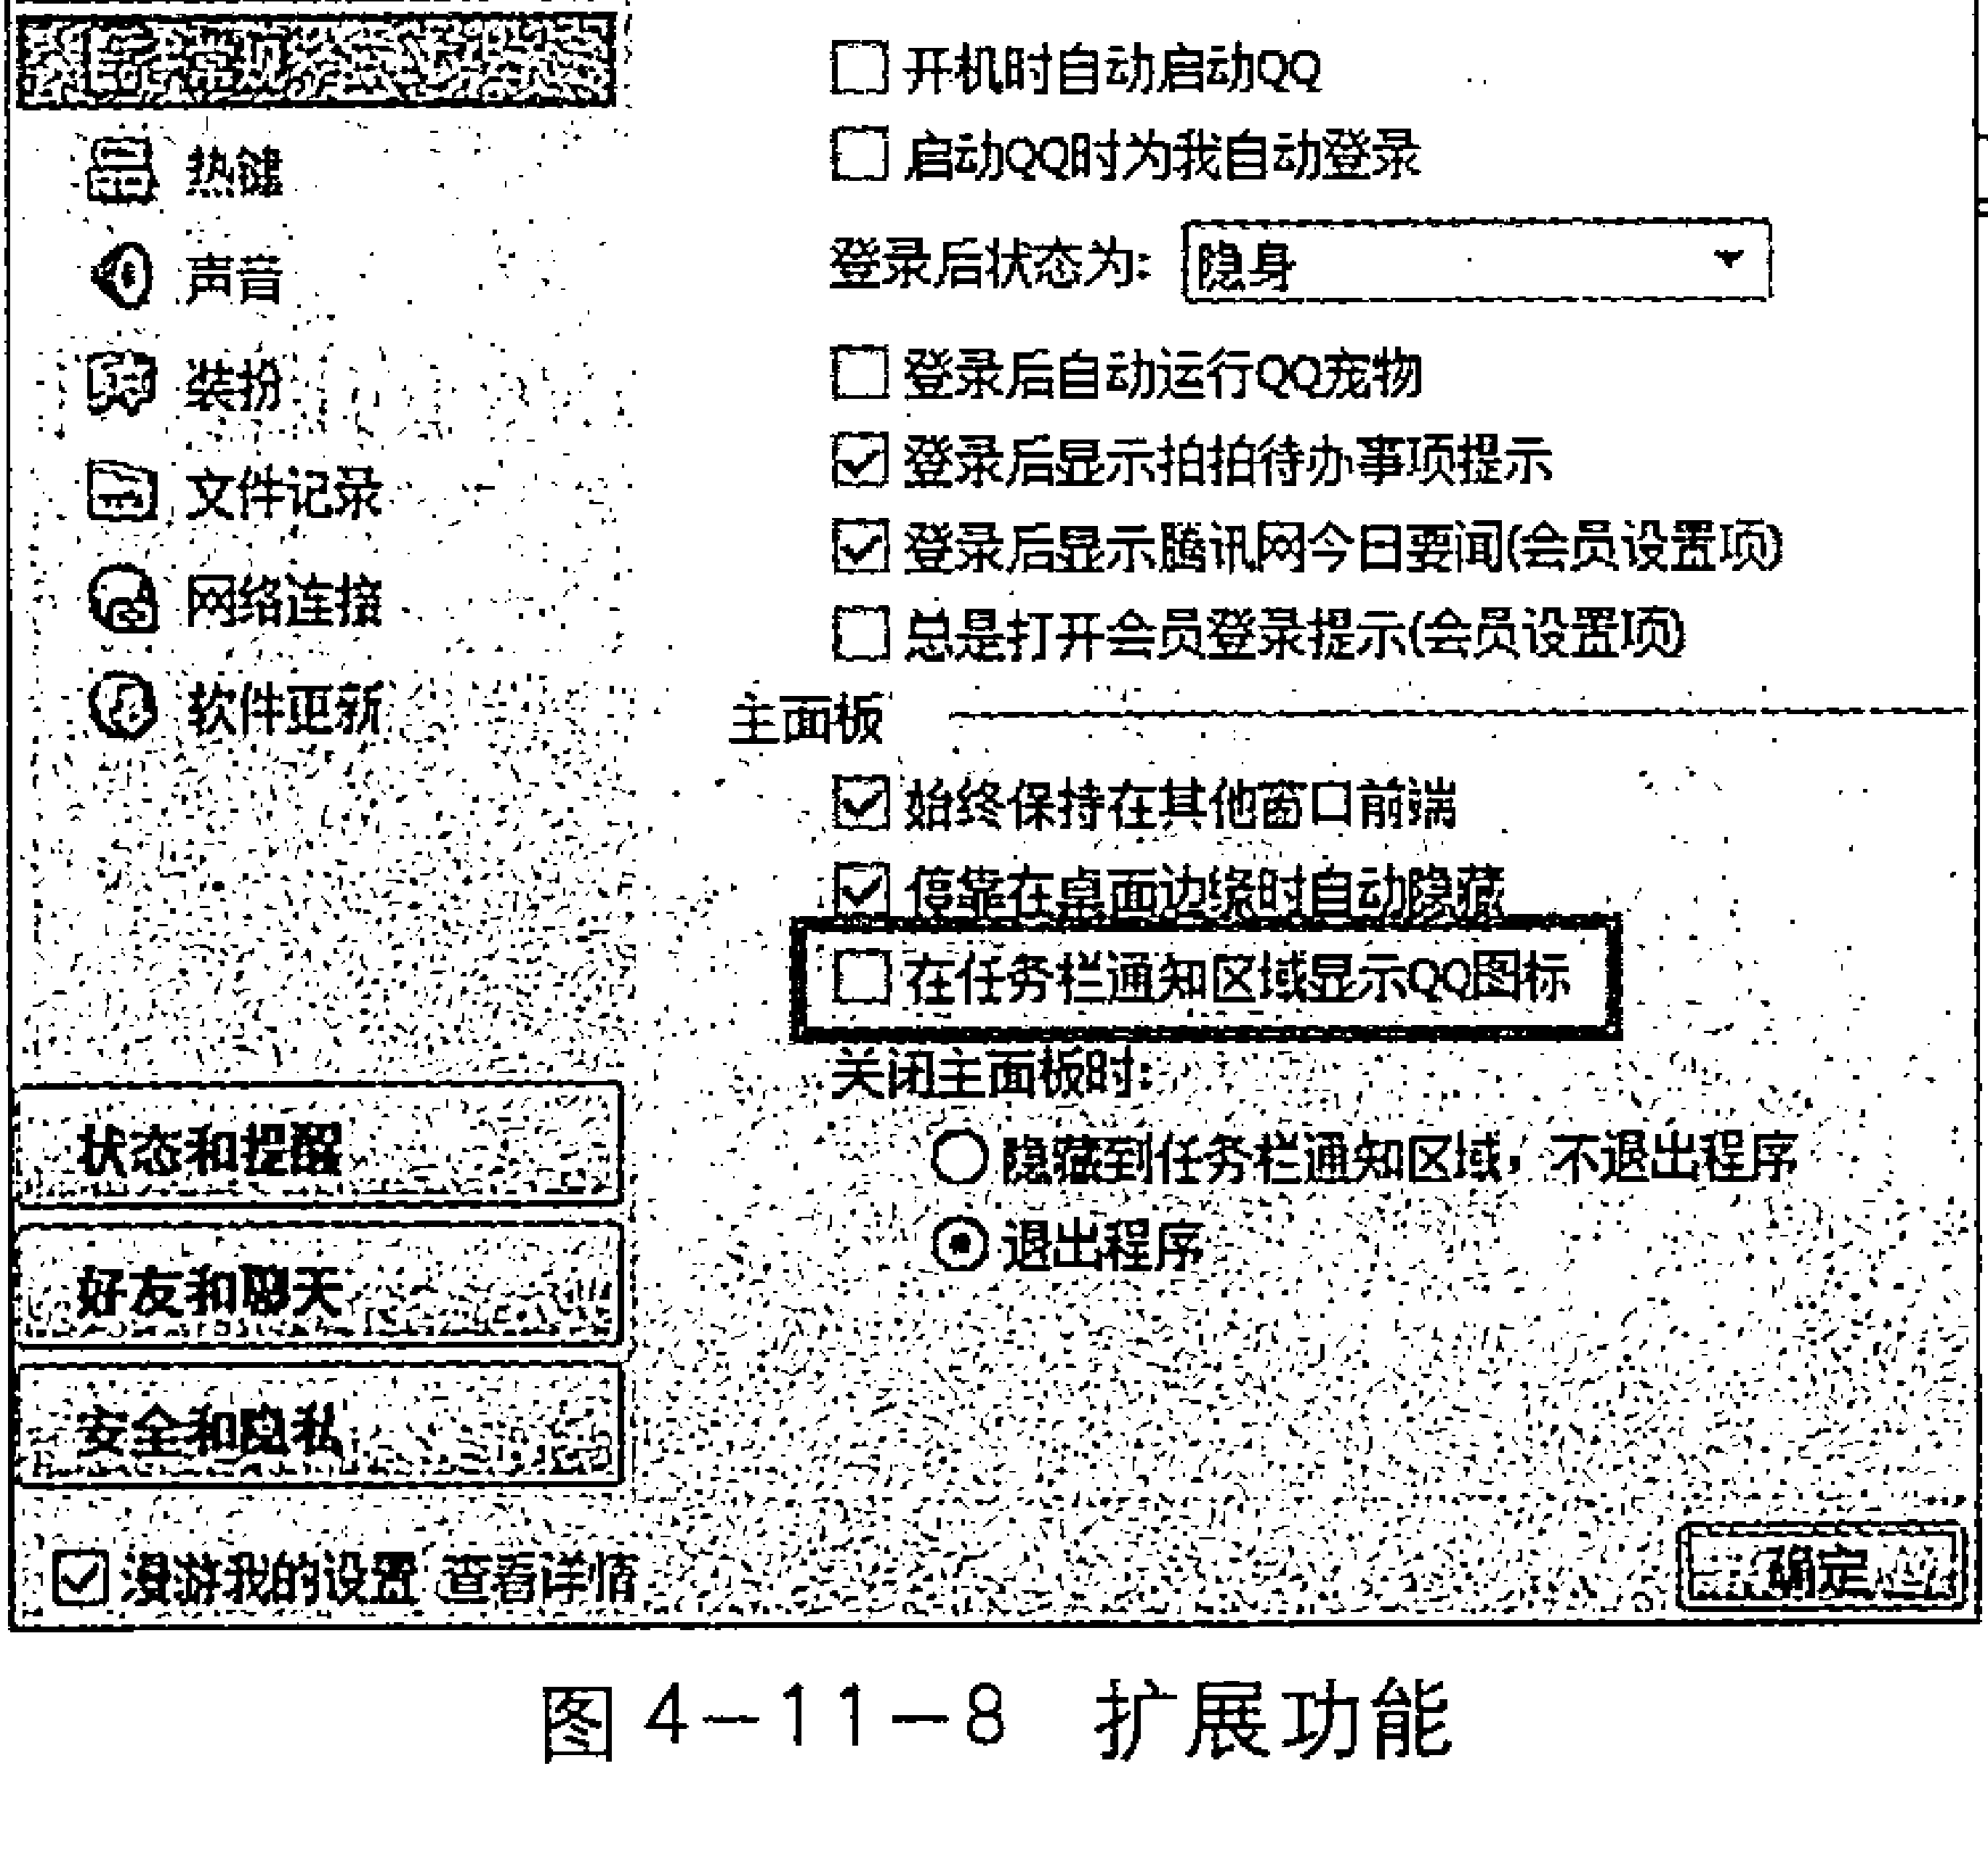 常规
热键
声音
装扮
文件记录
网络连接
软件更新
状态和提醒
好友和聊天
安全和隐私
开机时自动启动QQ
启动QQ时为我自动登录
登录后状态为: 隐身
登录后自动运行QQ宠物
登录后显示拍拍待办事项提示
登录后显示腾讯网今日要闻(会员设置项)
总是打开会员登录提示(会员设置项)
主面板
始终保持在其他窗口前端
停靠在桌面边缘时自动隐藏
在任务栏通知区域显示QQ图标
关闭主面板时:
隐藏到任务栏通知区域，不退出程序
退出程序
漫游我的设置 查看详情
确定
图4-11-8 扩展功能